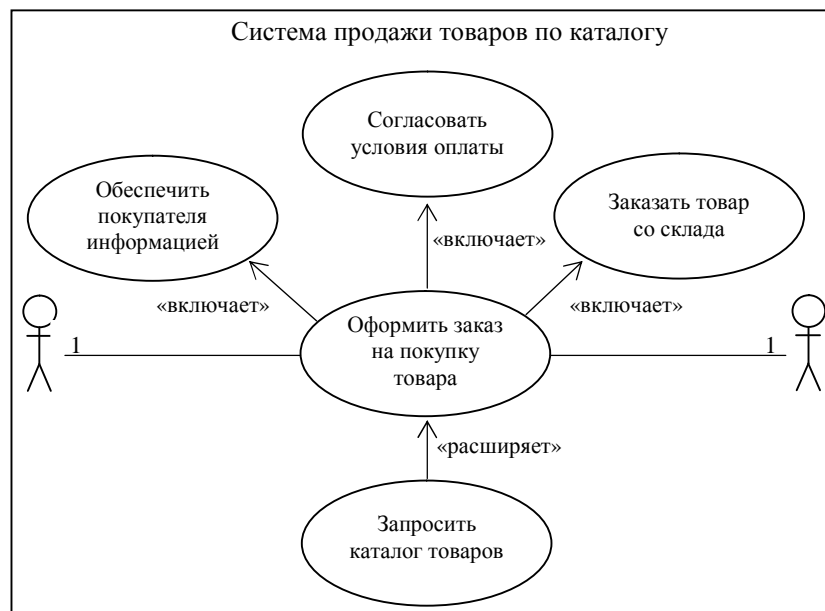 Система продажи товаров по каталогу
Согласовать
условия оплаты
Обеспечить
покупателя
информацией
Заказать товар
со склада
«включает»
«включает»
«включает»
Оформить заказ
на покупку
товара
1
1
«расширяет»
Запросить
каталог товаров